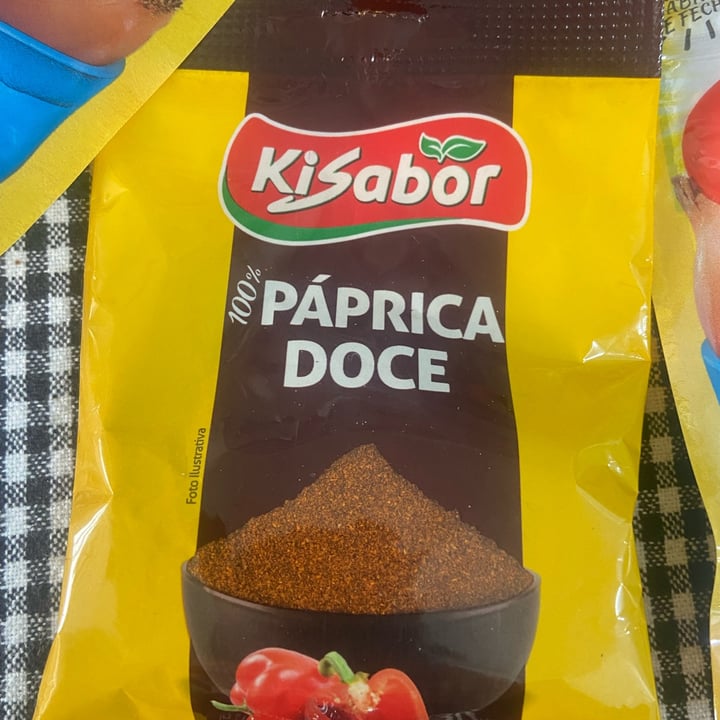 KiSabor
100%
PÁPRICA
DOCE
Foto Ilustrativa